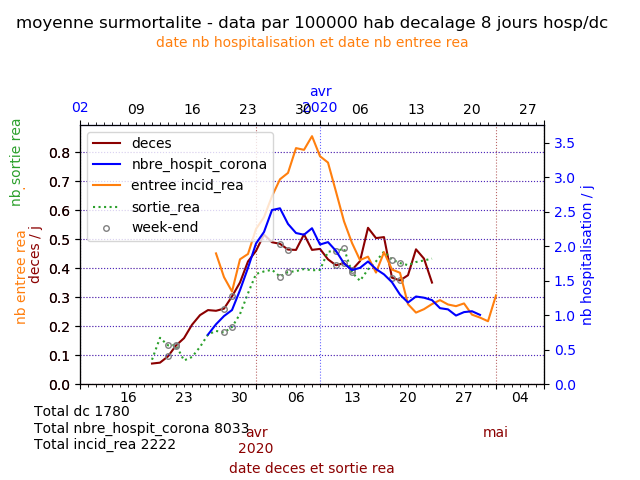 moyenne surmortalite - data par 100000 hab decalage 8 jours hosp/dc
date nb hospitalisation et date nb entree rea
avr
2020
02 09 16 23 30 06 13 20 27
nb sortie rea
nb entree rea
deces / j
nbre hospitalisation / j
deces
nbre_hospit_corona
entree incid_rea
sortie_rea
week-end
0.8
0.7
0.6
0.5
0.4
0.3
0.2
0.1
0.0
3.5
3.0
2.5
2.0
1.5
1.0
0.5
0.0
16 23 30 06 13 20 27 04
Total dc 1780
Total nbre_hospit_corona 8033
Total incid_rea 2222
avr
2020
mai
date deces et sortie rea